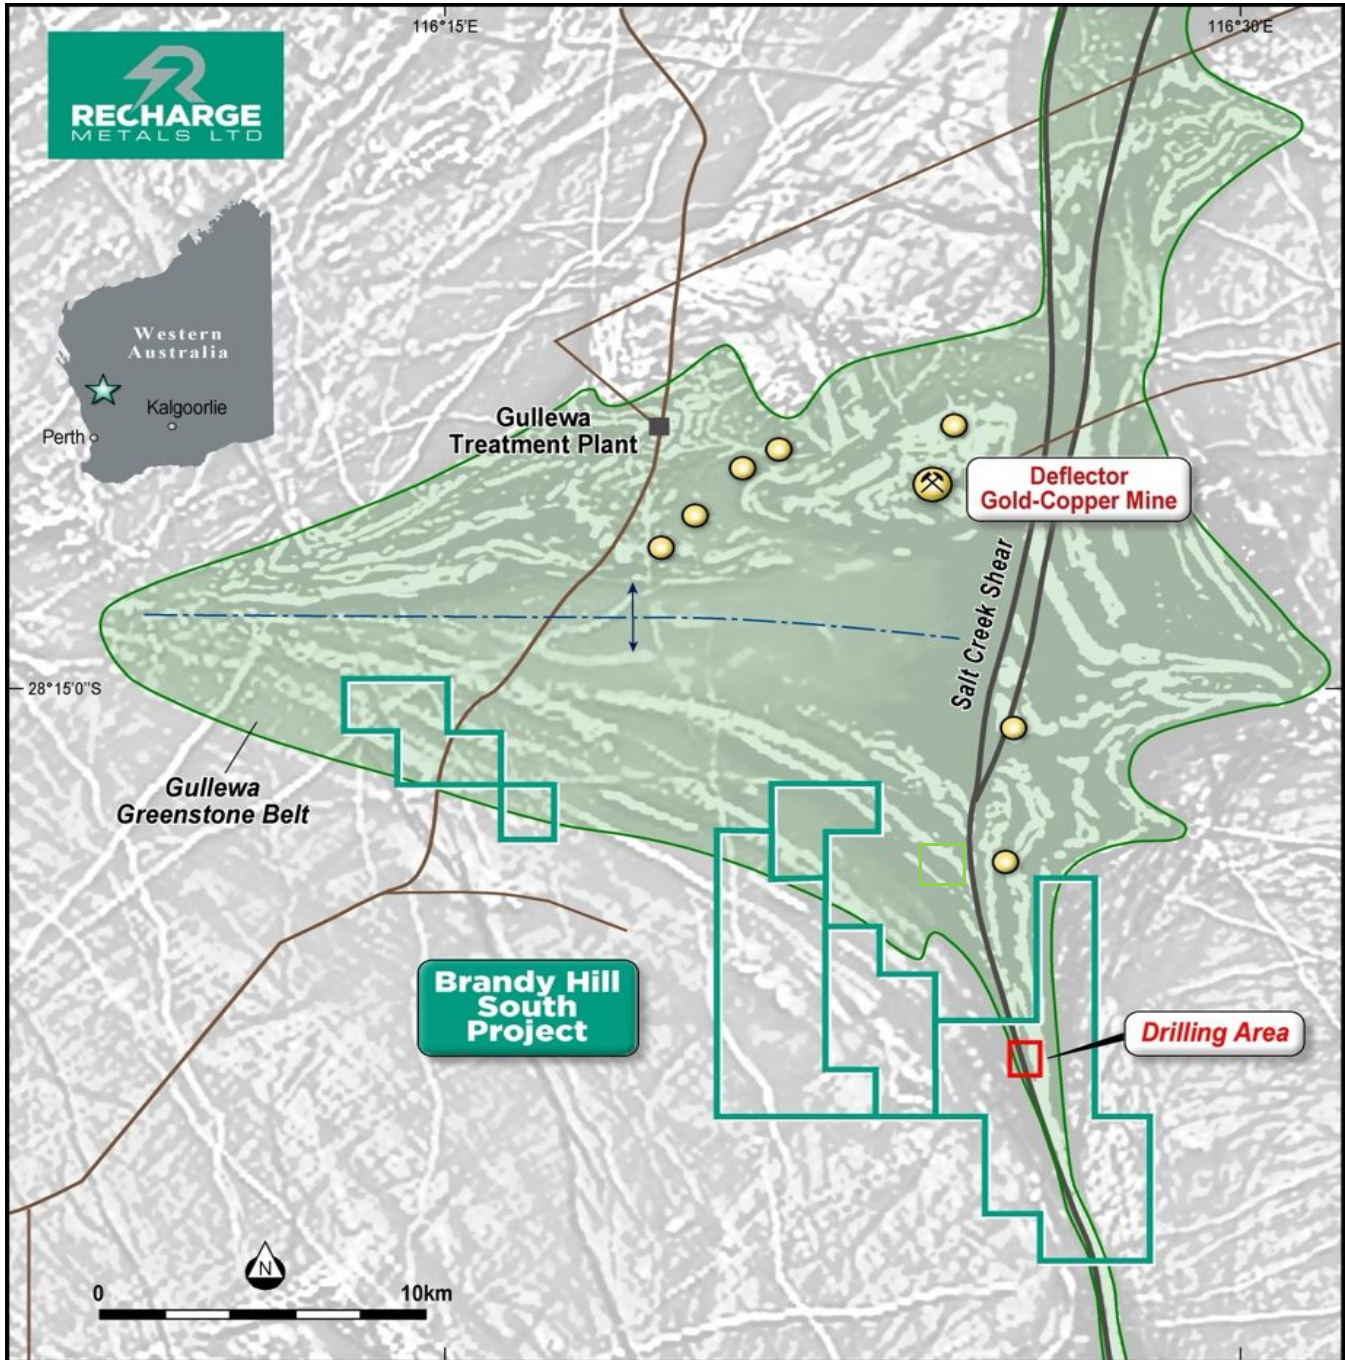 116°15'E
116°30'E
RECHARGE
METALS LTD
Western
Australia
Kalgoorlie
Perth
Gullewa
Treatment Plant
Deflector
Gold-Copper Mine
Salt Creek Shear
28°15'0"S
Gullewa
Greenstone Belt
Brandy Hill
South
Project
Drilling Area
N
0
10km